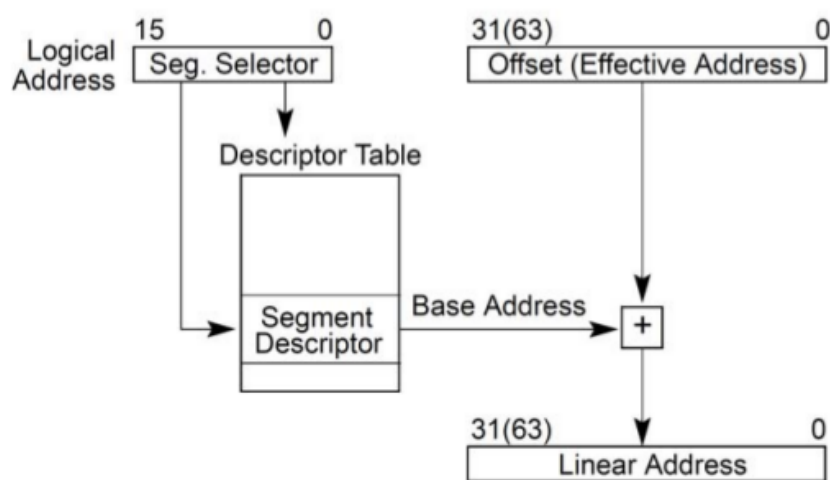 15 0
31(63) 0
Logical
Address
Seg. Selector
Offset (Effective Address)
Descriptor Table
Base Address
Segment
Descriptor
+
31(63) 0
Linear Address